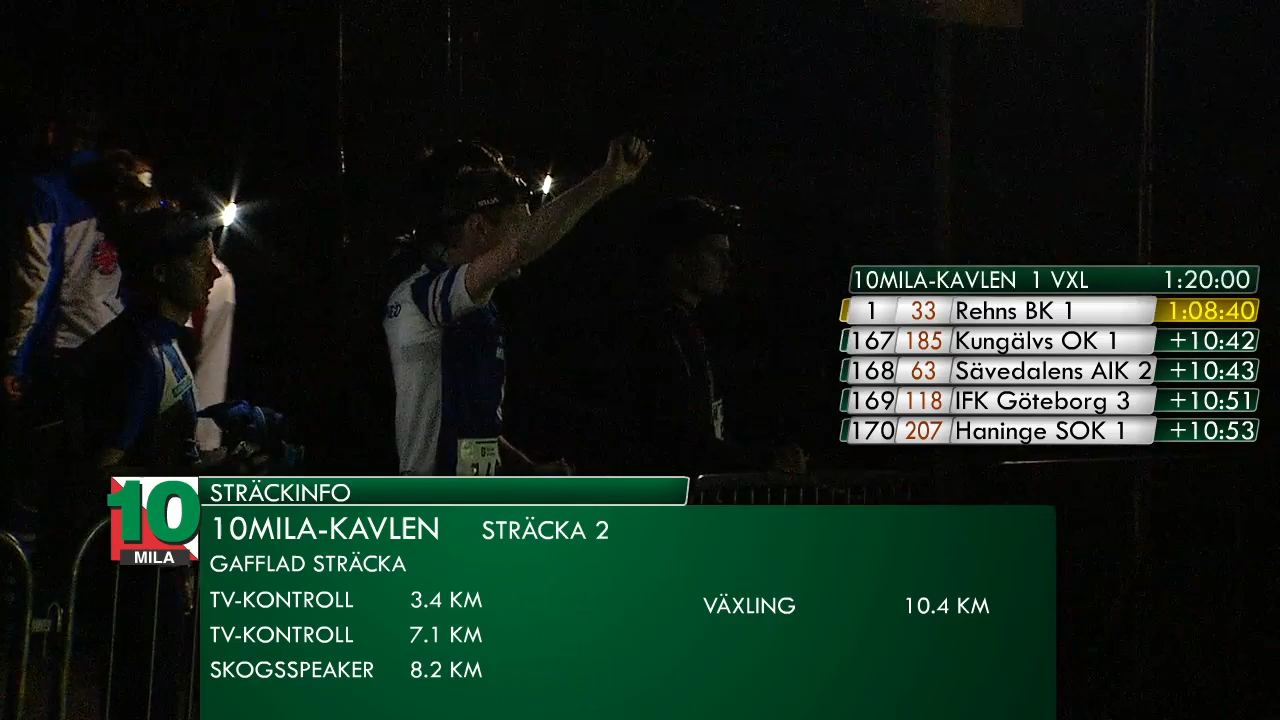 10MILA-KAVLEN 1 VXL 1:20:00
1 33 Rehns BK 1 1:08:40
167 185 Kungälvs OK 1 +10:42
168 63 Sävedalens AIK 2 +10:43
169 118 IFK Göteborg 3 +10:51
170 207 Haninge SOK 1 +10:53
10
MILA
STRÄCKINFO
10MILA-KAVLEN STRÄCKA 2
GAFFLAD STRÄCKA
TV-KONTROLL 3.4 KM VÄXLING 10.4 KM
TV-KONTROLL 7.1 KM
SKOGSSPEAKER 8.2 KM